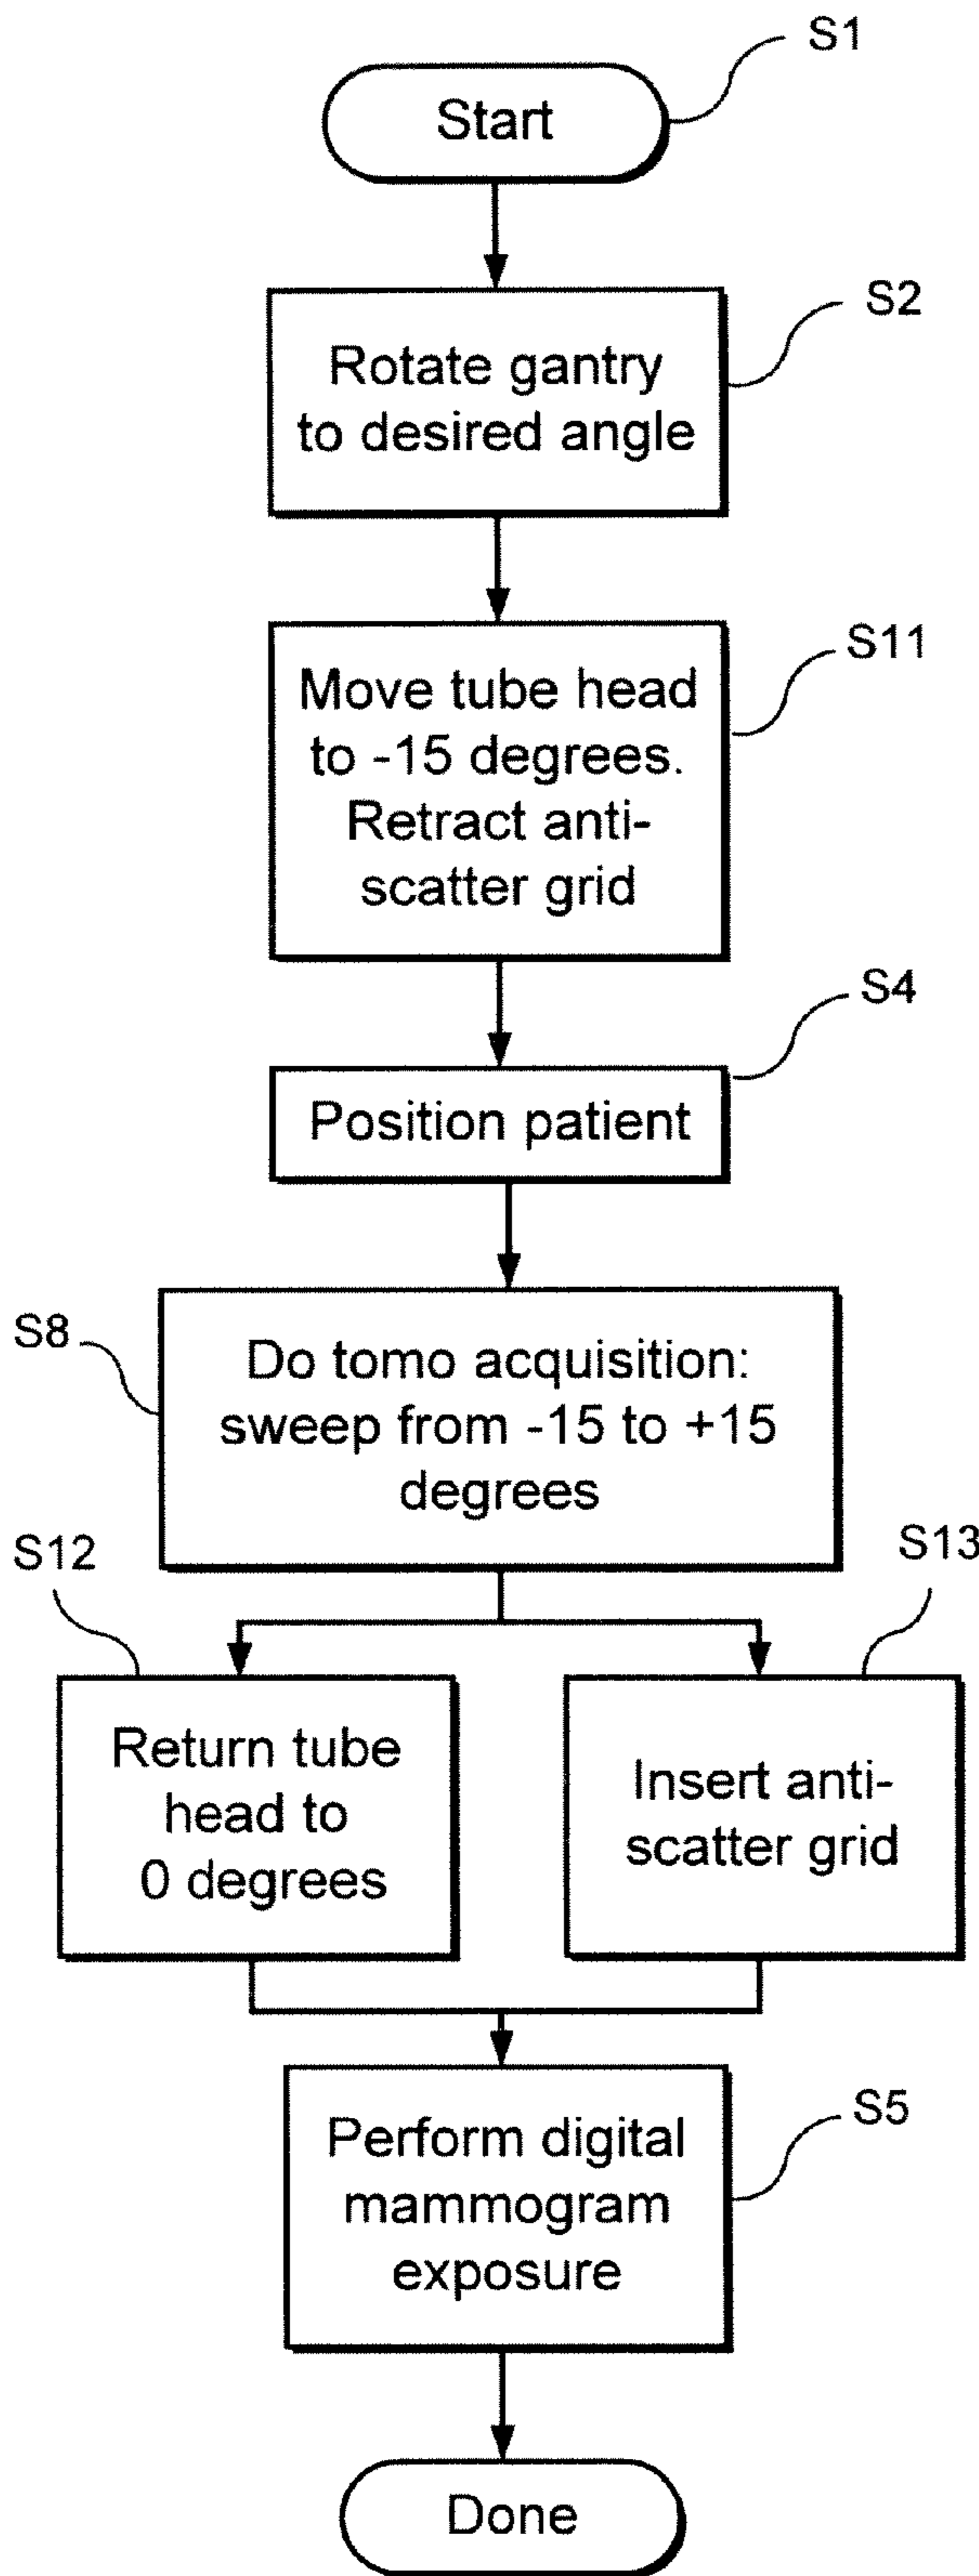 S1
Start
S2
Rotate gantry
to desired angle
S11
Move tube head
to -15 degrees.
Retract anti-
scatter grid
S4
Position patient
S8
Do tomo acquisition:
sweep from -15 to +15
degrees
S12
Return tube
head to
0 degrees
S13
Insert anti-
scatter grid
S5
Perform digital
mammogram
exposure
Done